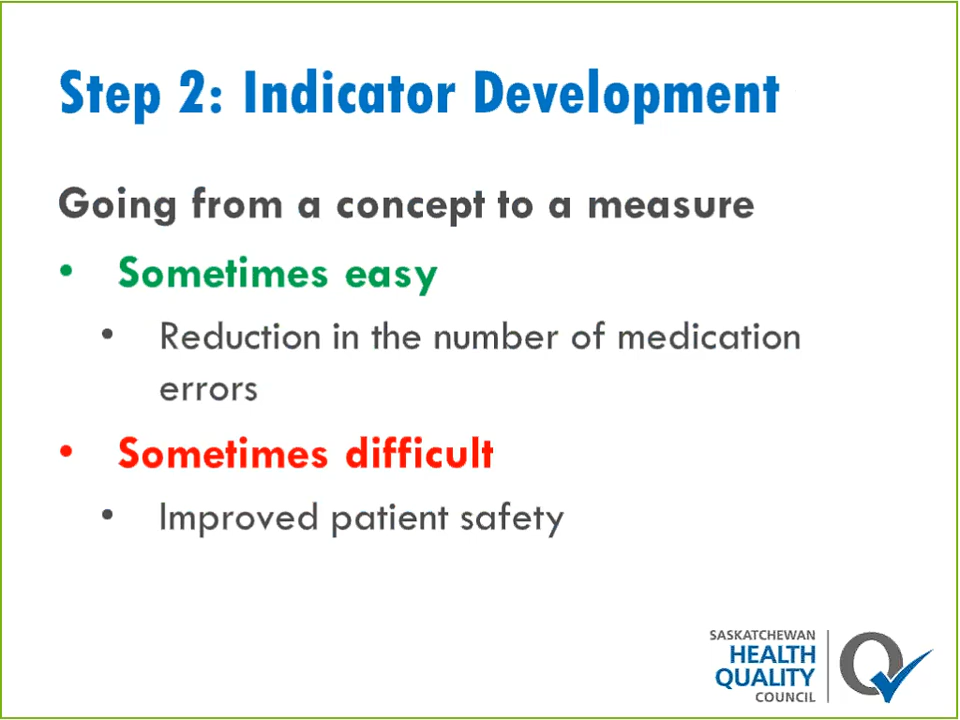 Step 2: Indicator Development
Going from a concept to a measure
• Sometimes easy
• Reduction in the number of medication
errors
• Sometimes difficult
• Improved patient safety
SASKATCHEWAN
HEALTH
QUALITY
COUNCIL
Q